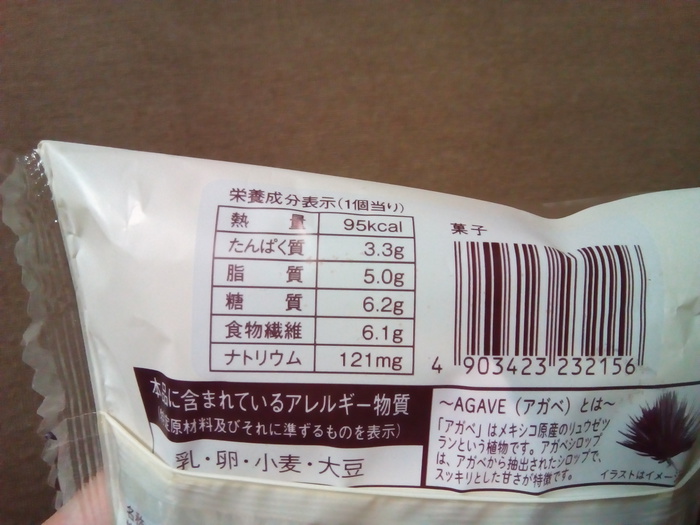 栄養成分表示(1個当り)
熱量 95kcal
たんぱく質 3.3g
脂質 5.0g
糖質 6.2g
食物繊維 6.1g
ナトリウム 121mg
菓子
4 903423 232156
本品に含まれているアレルギー物質
原材料及びそれに準ずるものを表示)
乳・卵・小麦・大豆
～AGAVE（アガベ）とは～
「アガベ」はメキシコ原産のリュウゼツ
ランという植物です。アガベシロップ
は、アガベから抽出されたシロップで、
スッキリとした甘さが特徴です。
イラストはイメー
名称